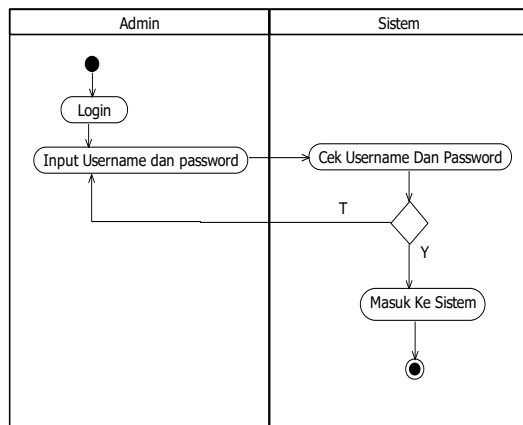 Admin
Sistem
Login
Input Username dan password
Cek Username Dan Password
T
Y
Masuk Ke Sistem